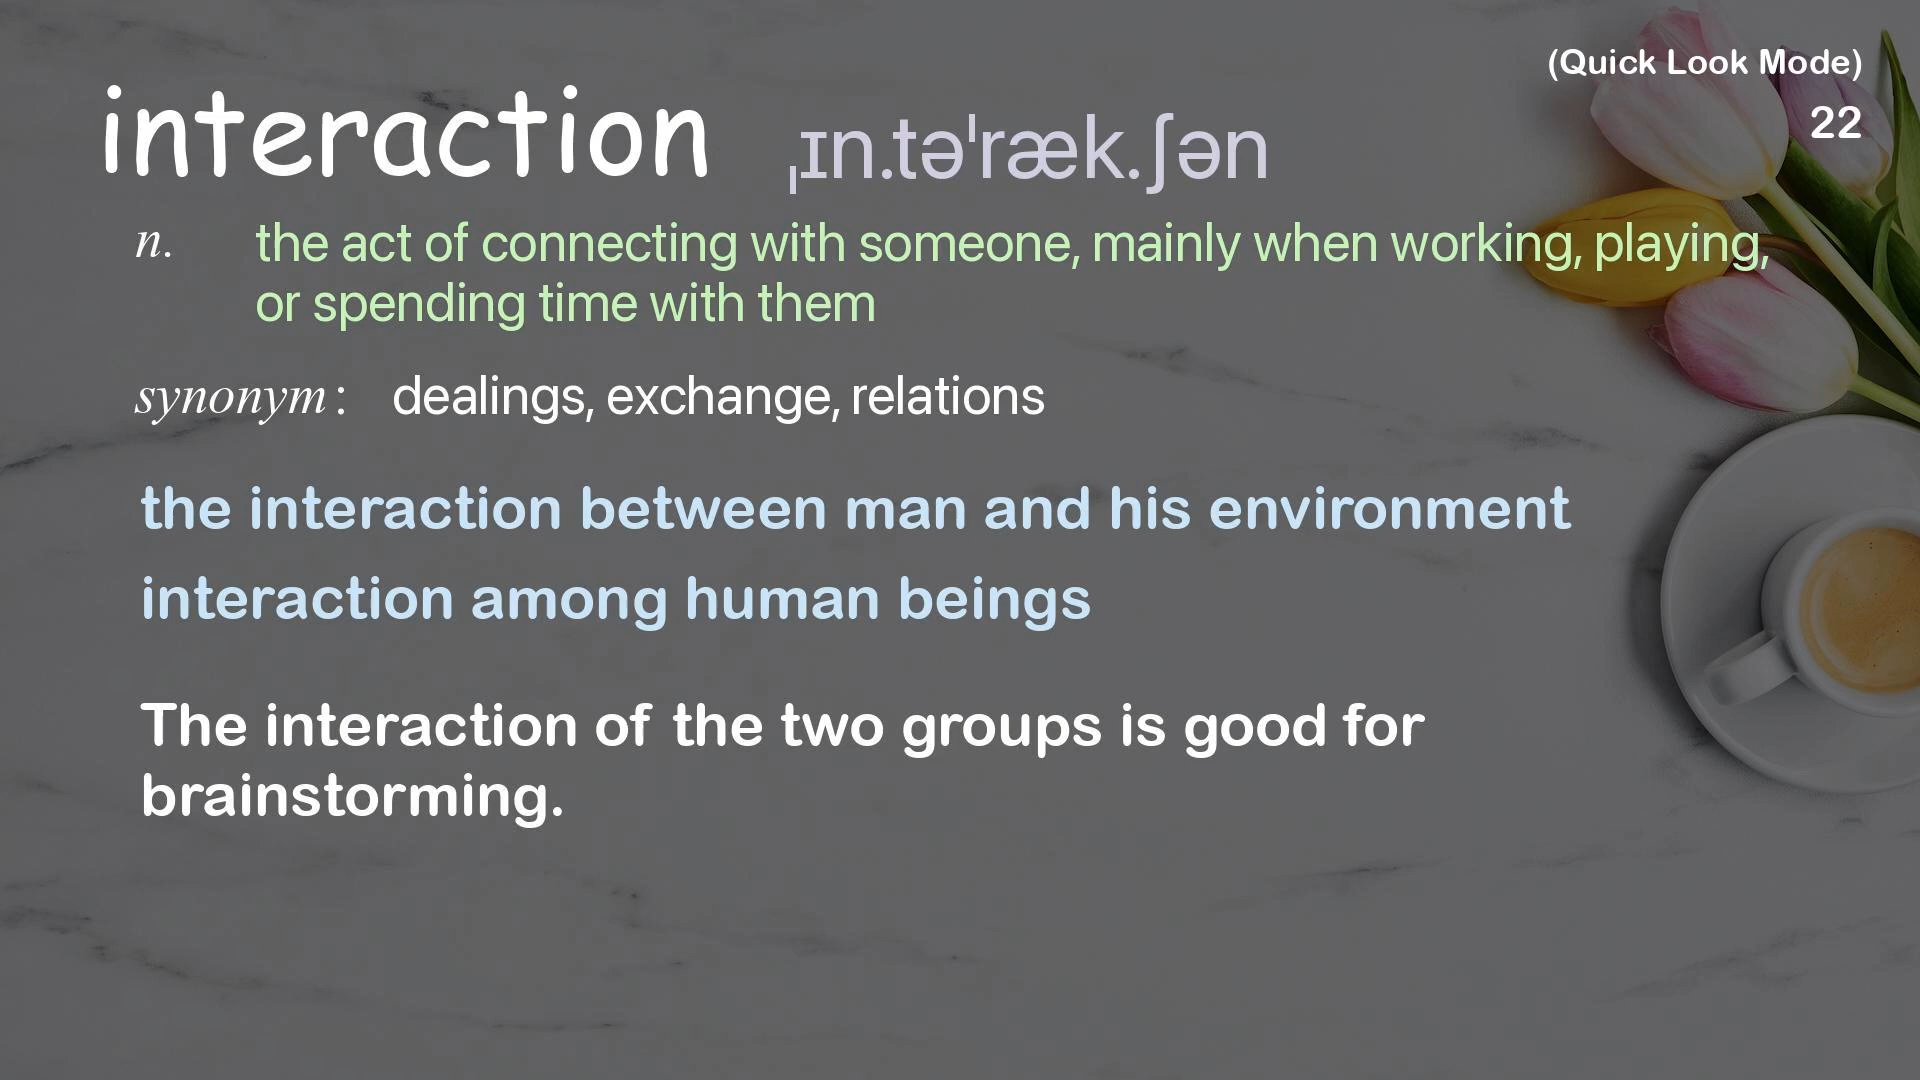 (Quick Look Mode)
22
interaction ˌɪn.təˈræk.ʃən
n. the act of connecting with someone, mainly when working, playing,
or spending time with them
synonym : dealings, exchange, relations
the interaction between man and his environment
interaction among human beings
The interaction of the two groups is good for
brainstorming.